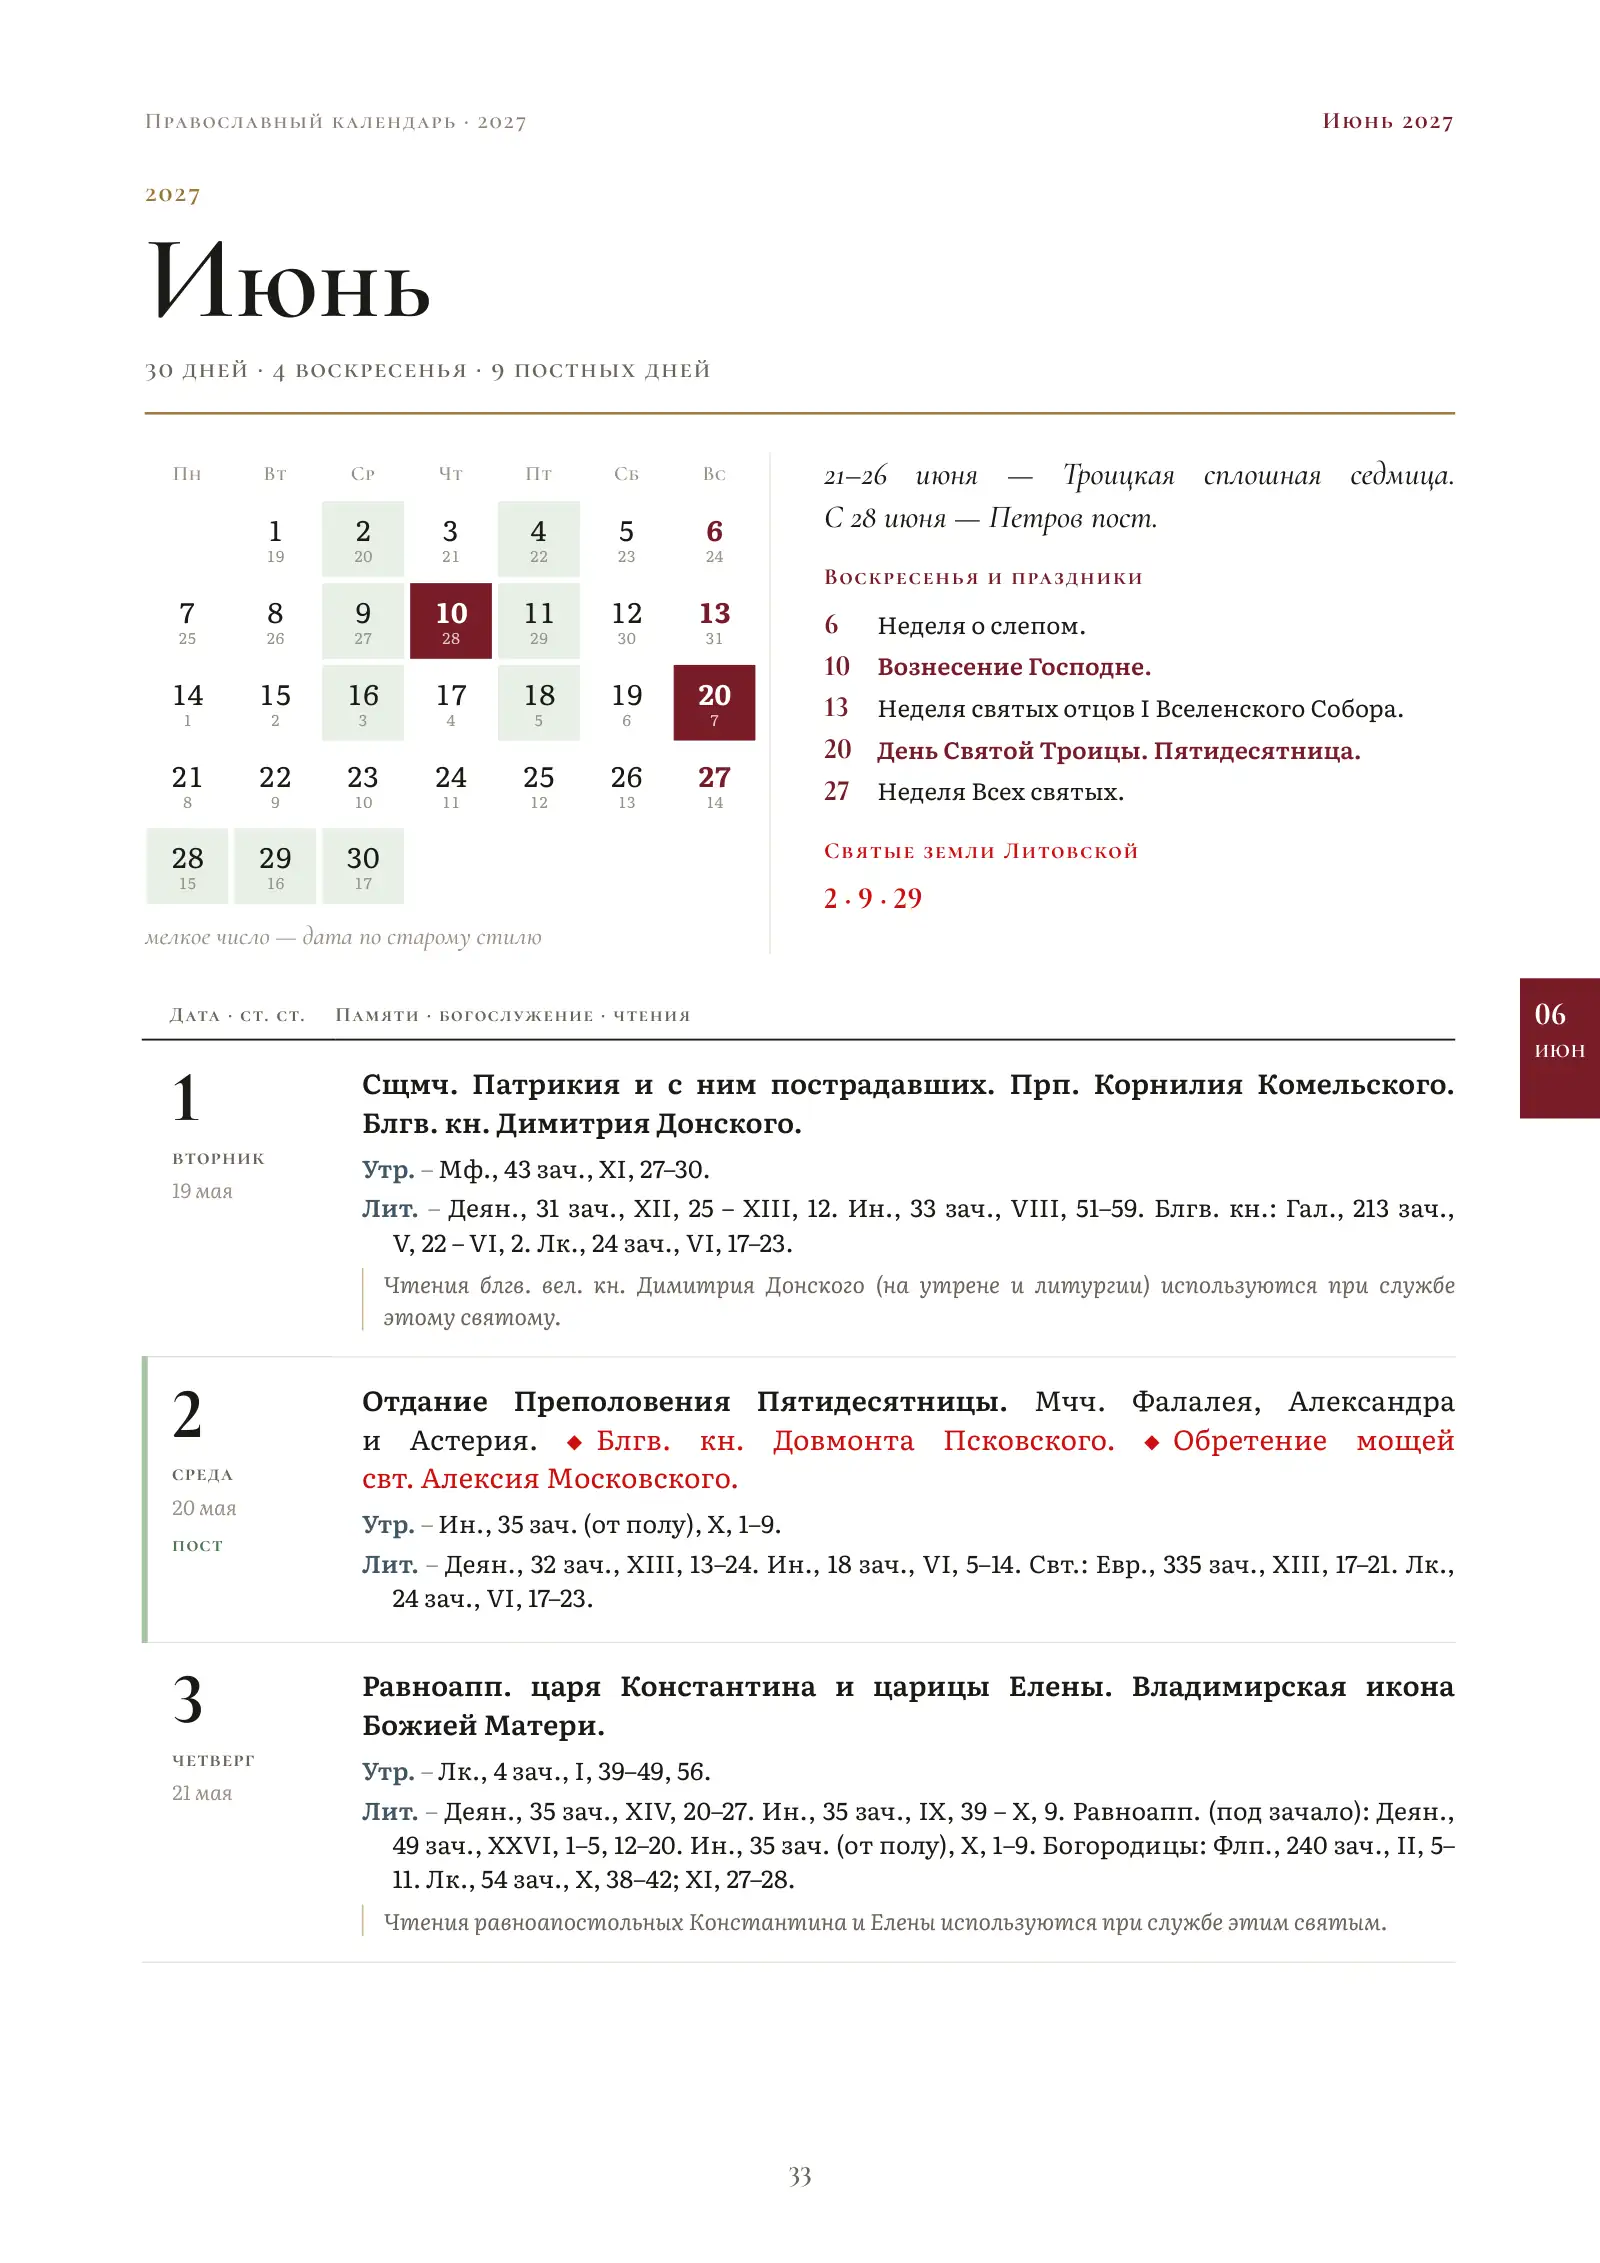 Православный календарь · 2027
Июнь 2027
2027
Июнь
30 дней · 4 воскресенья · 9 постных дней
Пн Вт Ср Чт Пт Сб Вс
1 2 3 4 5 6
19 20 21 22 23 24
7 8 9 10 11 12 13
25 26 27 28 29 30 31
14 15 16 17 18 19 20
1 2 3 4 5 6 7
21 22 23 24 25 26 27
8 9 10 11 12 13 14
28 29 30
15 16 17
мелкое число — дата по старому стилю
21–26 июня — Троицкая сплошная седмица.
С 28 июня — Петров пост.
Воскресенья и праздники
6 Неделя о слепом.
10 Вознесение Господне.
13 Неделя святых отцов I Вселенского Собора.
20 День Святой Троицы. Пятидесятница.
27 Неделя Всех святых.
Святые земли Литовской
2 · 9 · 29
06
ИЮН
Дата · ст. ст. Памяти · богослужение · чтения
1
вторник
19 мая
Сщмч. Патрикия и с ним пострадавших. Прп. Корнилия Комельского.
Блгв. кн. Димитрия Донского.
Утр. – Мф., 43 зач., XI, 27–30.
Лит. – Деян., 31 зач., XII, 25 – XIII, 12. Ин., 33 зач., VIII, 51–59. Блгв. кн.: Гал., 213 зач.,
V, 22 – VI, 2. Лк., 24 зач., VI, 17–23.
Чтения блгв. вел. кн. Димитрия Донского (на утрене и литургии) используются при службе
этому святому.
2
среда
20 мая
пост
Отдание Преполовения Пятидесятницы. Мчч. Фалалея, Александра
и Астерия. ◆ Блгв. кн. Довмонта Псковского. ◆ Обретение мощей
свт. Алексия Московского.
Утр. – Ин., 35 зач. (от полу), X, 1–9.
Лит. – Деян., 32 зач., XIII, 13–24. Ин., 18 зач., VI, 5–14. Свт.: Евр., 335 зач., XIII, 17–21. Лк.,
24 зач., VI, 17–23.
3
четверг
21 мая
Равноапп. царя Константина и царицы Елены. Владимирская икона
Божией Матери.
Утр. – Лк., 4 зач., I, 39–49, 56.
Лит. – Деян., 35 зач., XIV, 20–27. Ин., 35 зач., IX, 39 – X, 9. Равноапп. (под зачало): Деян.,
49 зач., XXVI, 1–5, 12–20. Ин., 35 зач. (от полу), X, 1–9. Богородицы: Флп., 240 зач., II, 5–
11. Лк., 54 зач., X, 38–42; XI, 27–28.
Чтения равноапостольных Константина и Елены используются при службе этим святым.
33